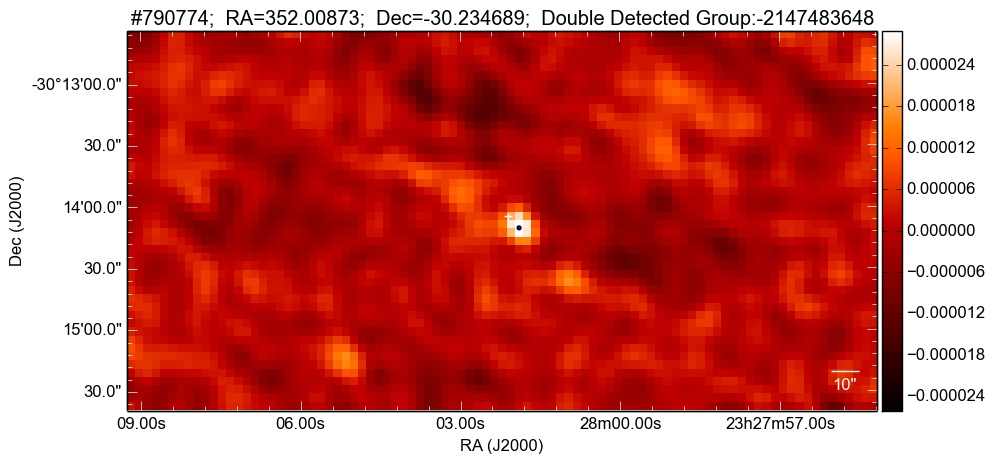 #790774;  RA=352.00873;  Dec=-30.234689;  Double Detected Group:-2147483648
-30°13'00.0"
30.0"
14'00.0"
30.0"
15'00.0"
30.0"
Dec (J2000)
09.00s
06.00s
03.00s
28m00.00s
23h27m57.00s
RA (J2000)
10"
0.000024
0.000018
0.000012
0.000006
0.000000
−0.000006
−0.000012
−0.000018
−0.000024